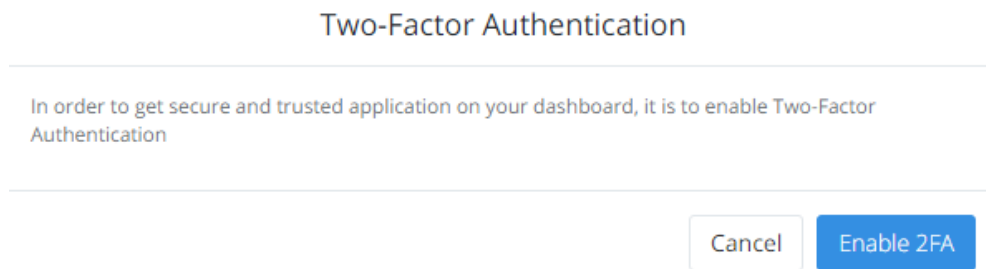 Two-Factor Authentication
In order to get secure and trusted application on your dashboard, it is to enable Two-Factor
Authentication
Cancel
Enable 2FA